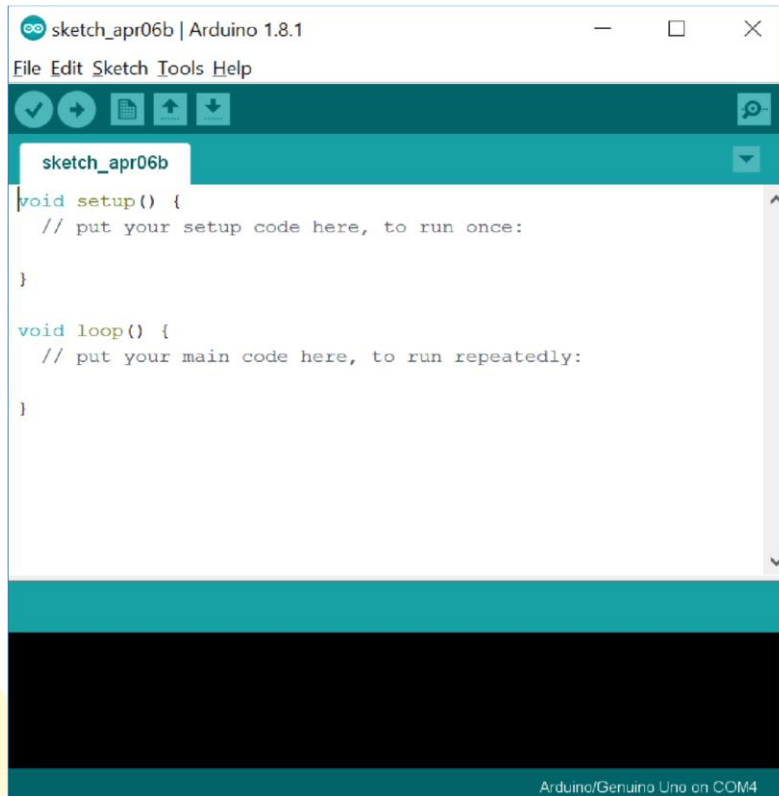 sketch_apr06b | Arduino 1.8.1
File Edit Sketch Tools Help
sketch_apr06b
void setup() {
  // put your setup code here, to run once:
}
void loop() {
  // put your main code here, to run repeatedly:
}
Arduino/Genuino Uno on COM4